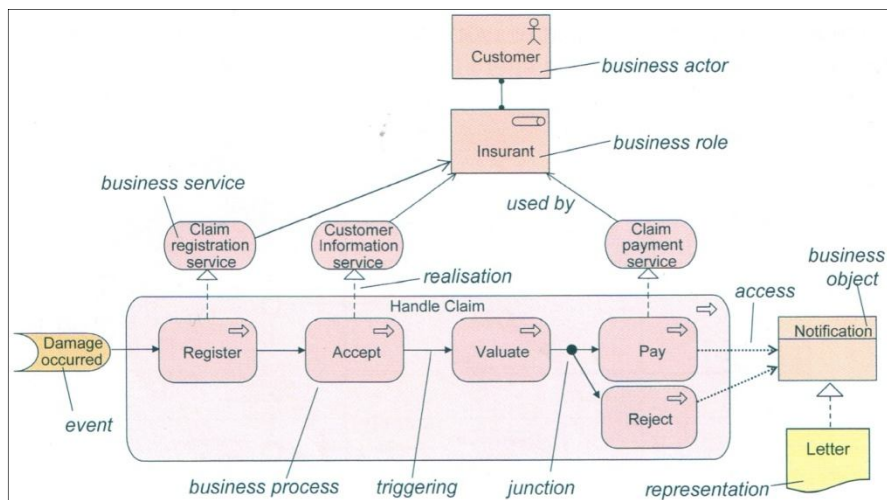 Customer
business actor
Insurant
business role
business service
used by
Claim
registration
service
Customer
Information
service
Claim
payment
service
business
object
realisation
access
Handle Claim
Damage
occurred
Register
Accept
Valuate
Pay
Notification
Reject
event
Letter
business process
triggering
junction
representation